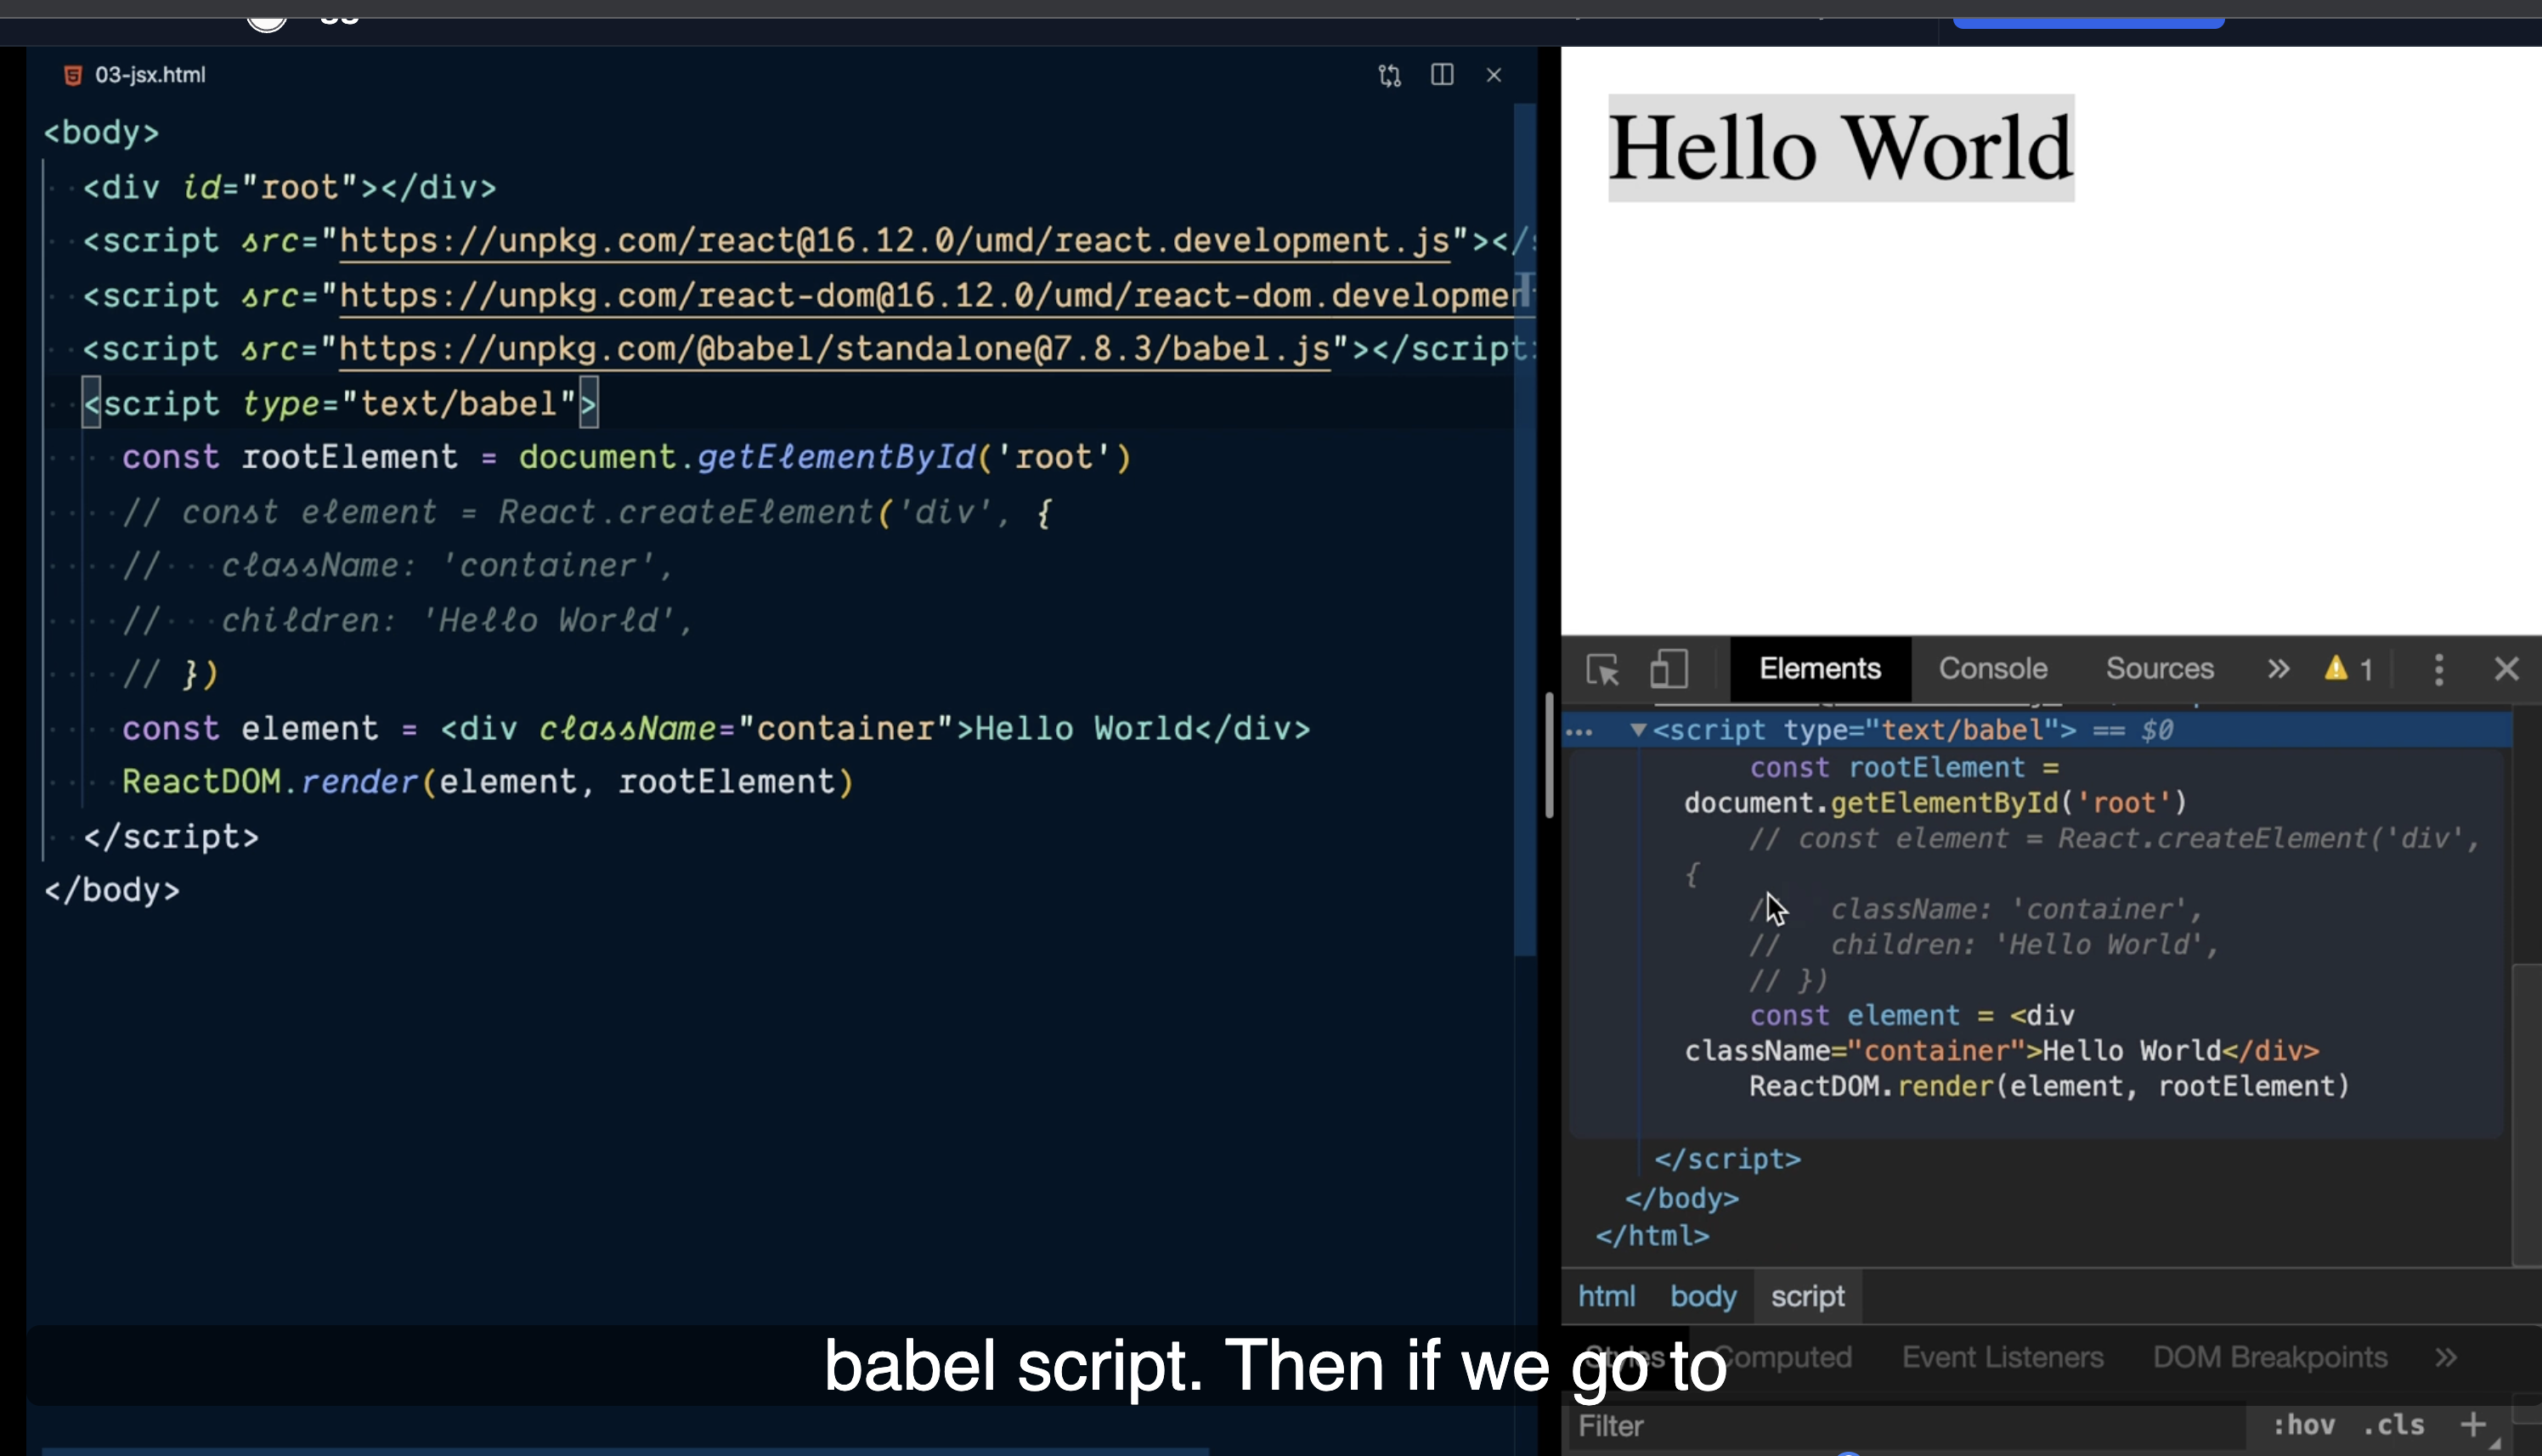 03-jsx.html
<body>
<div id="root"></div>
<script src="https://unpkg.com/react@16.12.0/umd/react.development.js"></
<script src="https://unpkg.com/react-dom@16.12.0/umd/react-dom.developmen
<script src="https://unpkg.com/@babel/standalone@7.8.3/babel.js"></script>
<script type="text/babel">
const rootElement = document.getElementById('root')
// const element = React.createElement('div', {
//   className: 'container',
//   children: 'Hello World',
// })
const element = <div className="container">Hello World</div>
ReactDOM.render(element, rootElement)
</script>
</body>
Hello World
Elements Console Sources » 1
<script type="text/babel"> == $0
const rootElement =
document.getElementById('root')
// const element = React.createElement('div',
{
//   className: 'container',
//   children: 'Hello World',
// })
const element = <div
className="container">Hello World</div>
ReactDOM.render(element, rootElement)
</script>
</body>
</html>
html body script
Styles Computed Event Listeners DOM Breakpoints »
Filter :hov .cls +
babel script. Then if we go to